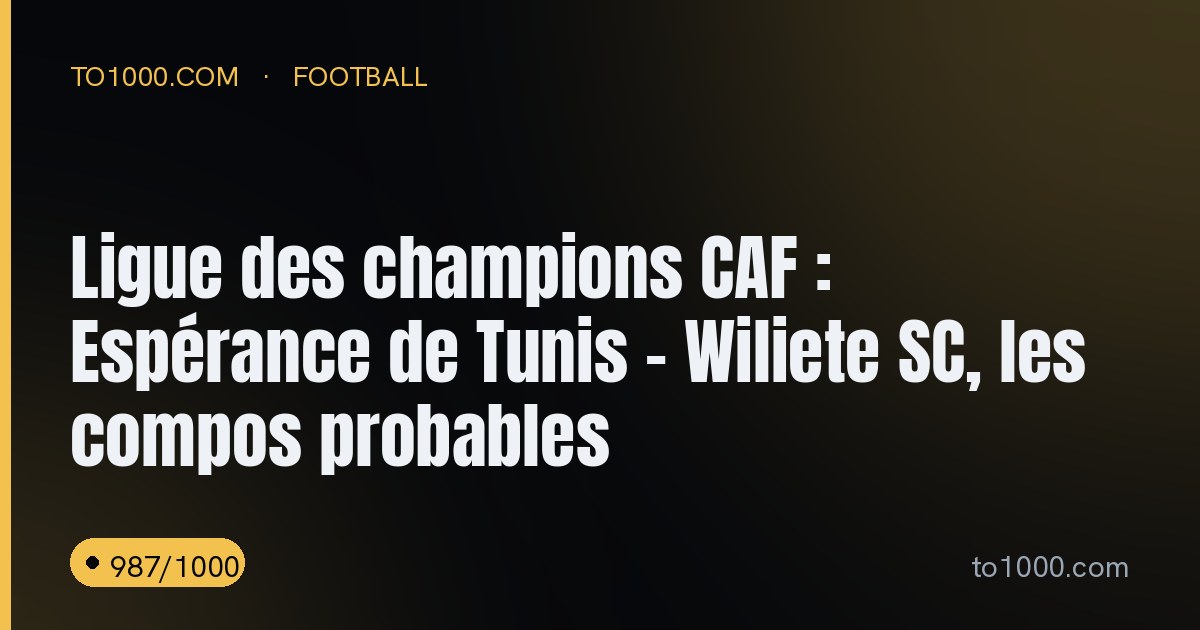 TO1000.COM · FOOTBALL
Ligue des champions CAF :
Espérance de Tunis - Wiliete SC, les
compos probables
987/1000
to1000.com